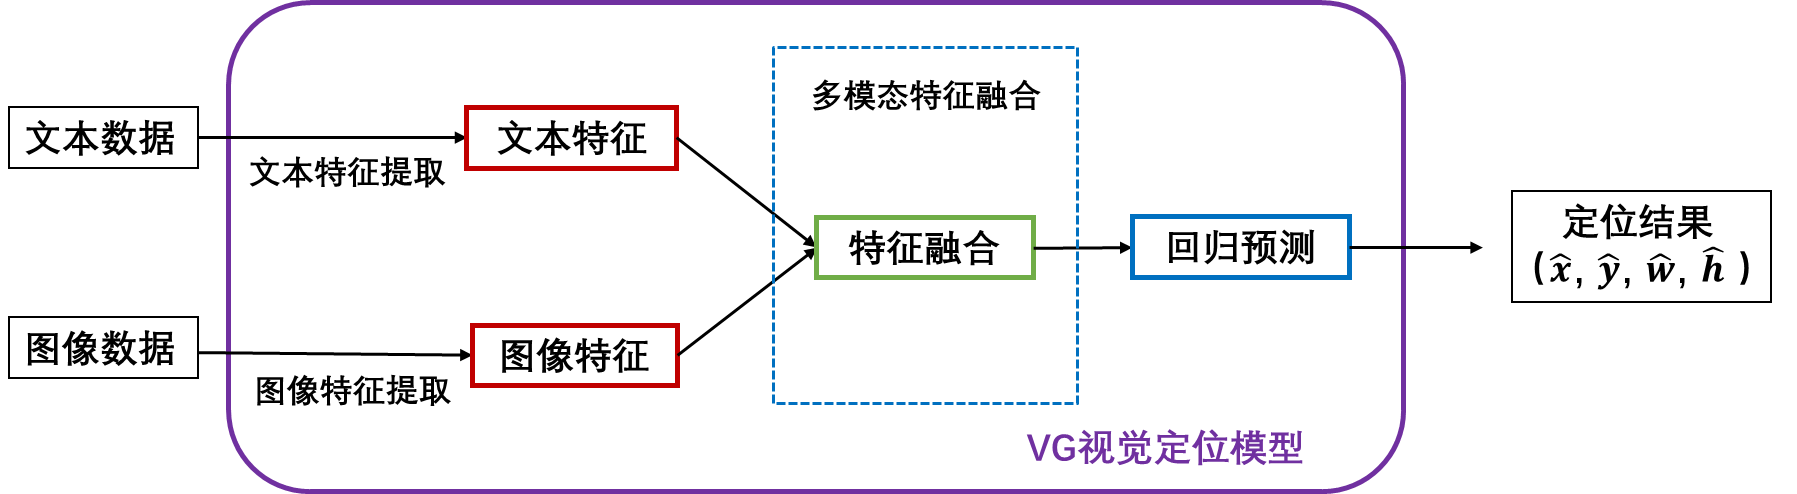 多模态特征融合
文本数据
文本特征提取
文本特征
特征融合
回归预测
定位结果
(x̂, ŷ, ŵ, ĥ)
图像数据
图像特征提取
图像特征
VG视觉定位模型